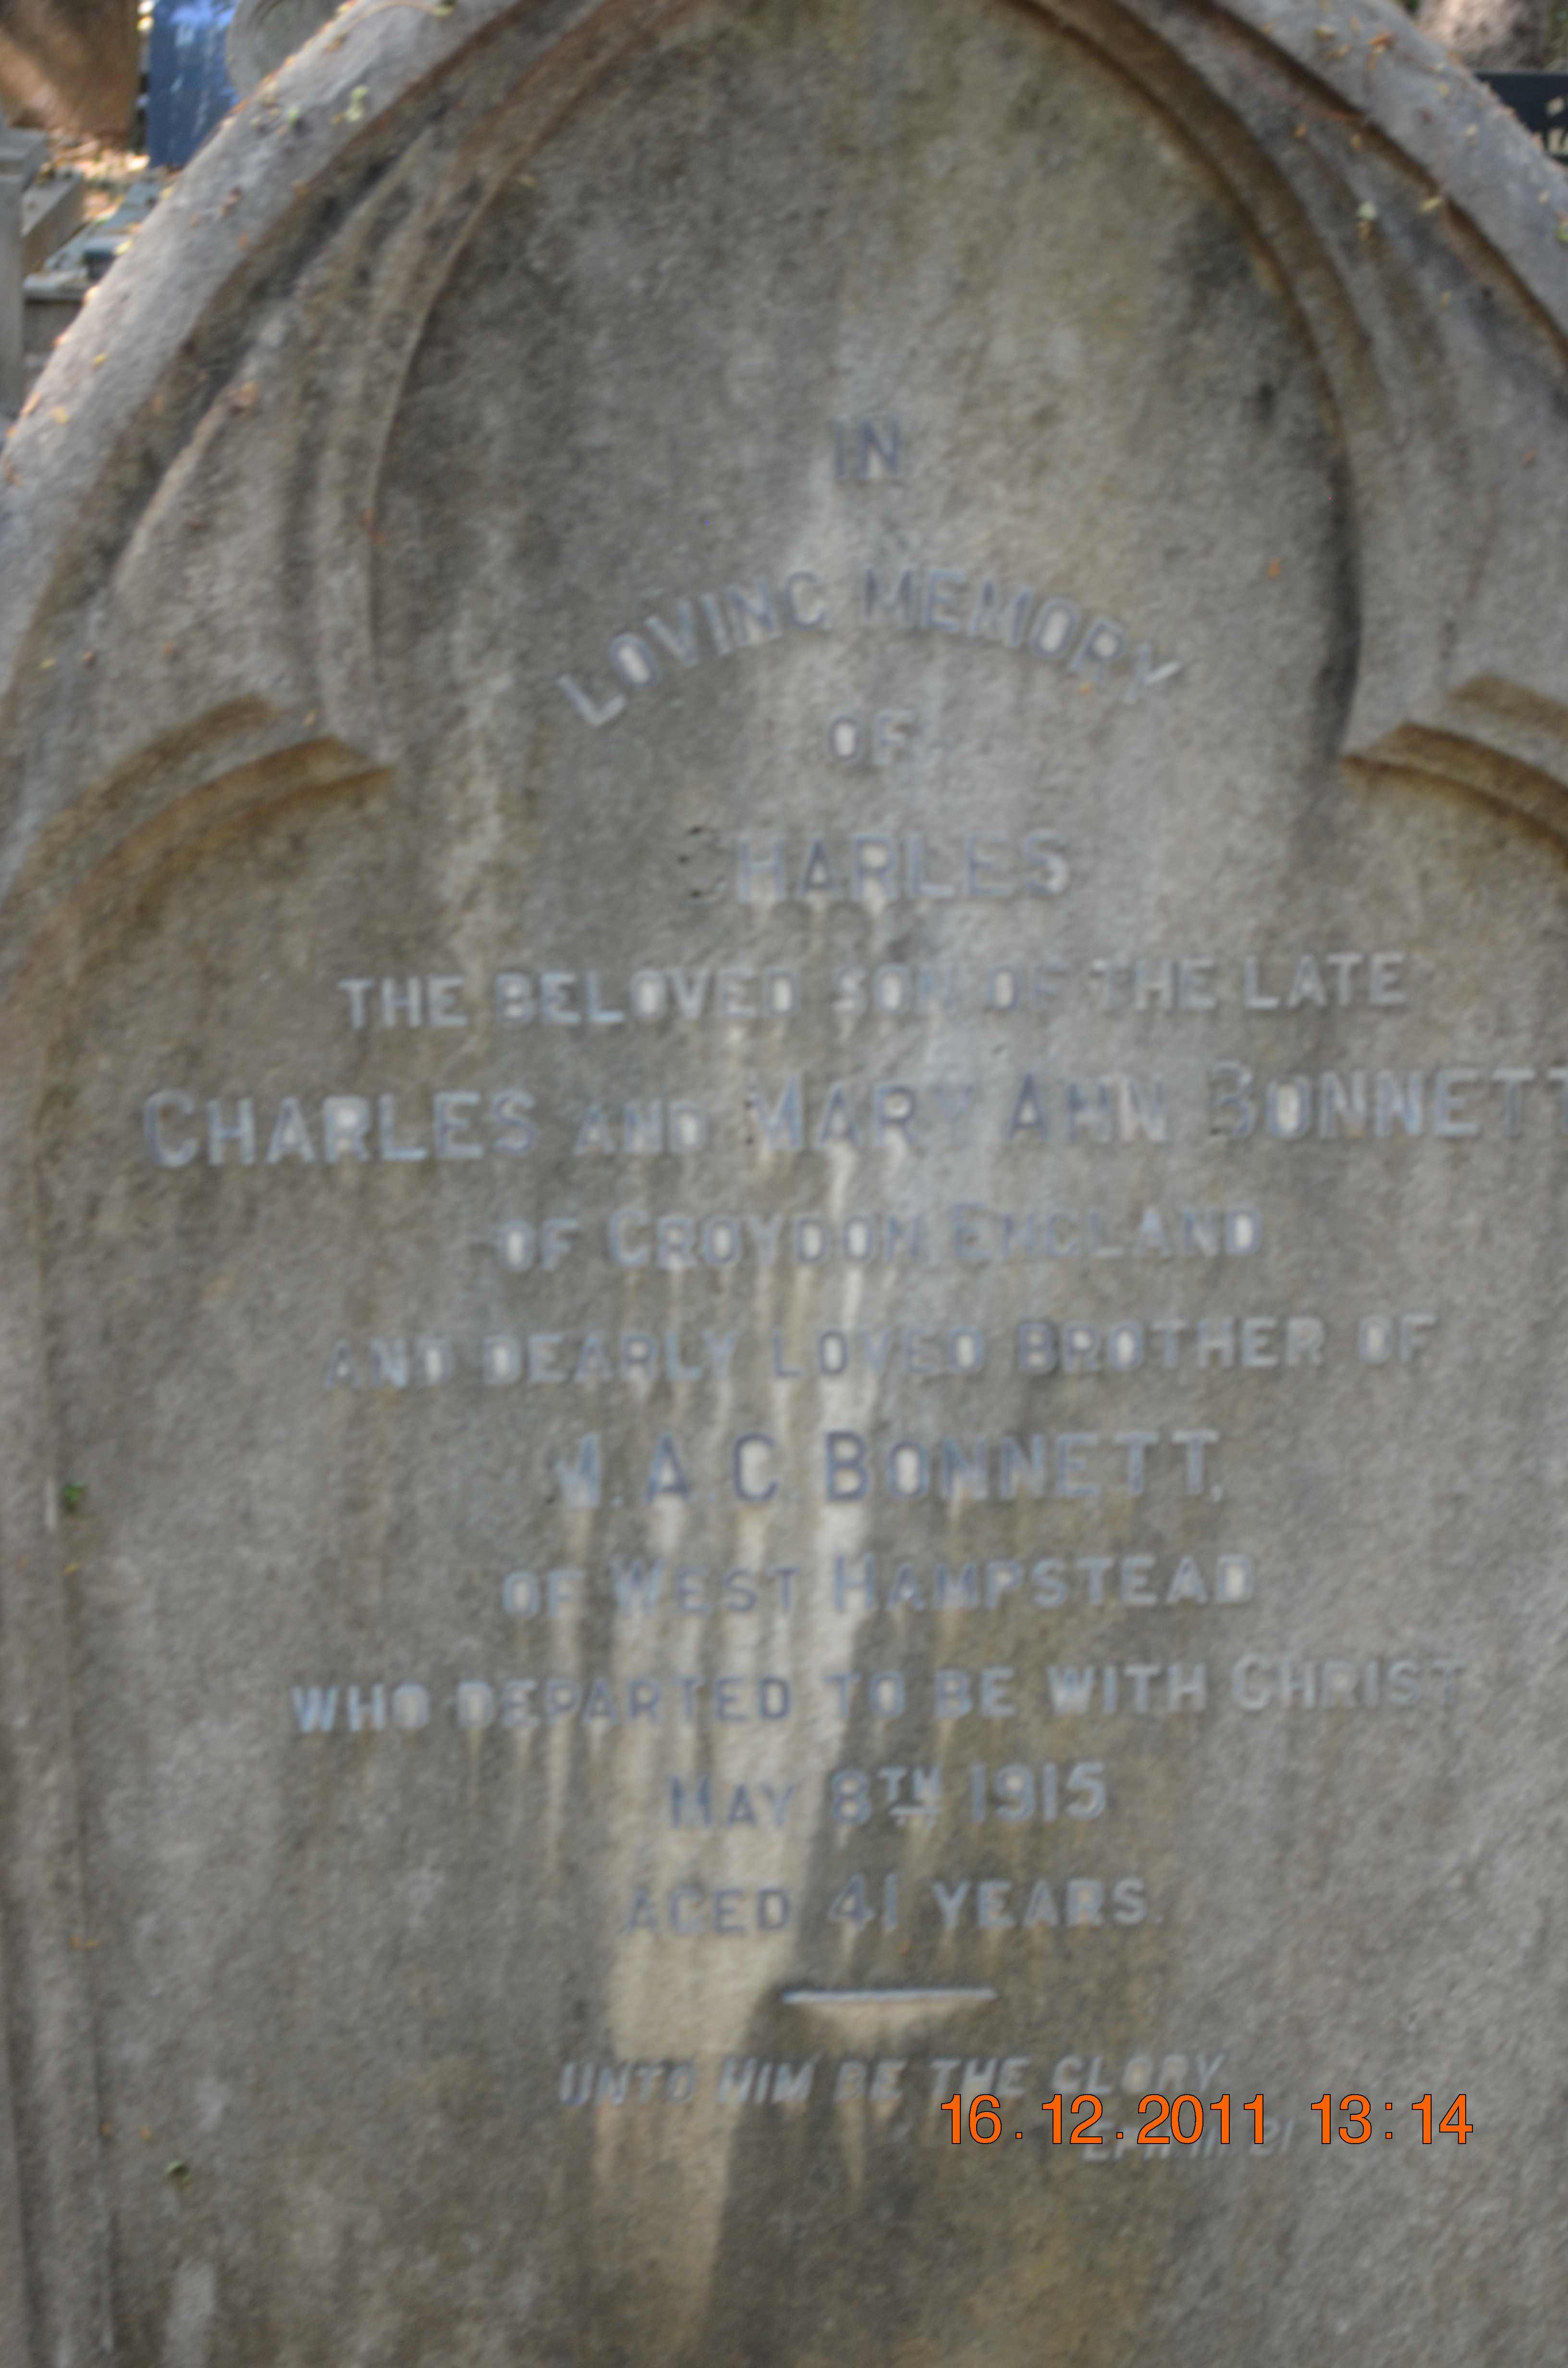 IN
LOVING MEMORY
OF
CHARLES
THE BELOVED SON OF THE LATE
CHARLES AND MARY ANN BONNETT
OF CROYDON ENGLAND
AND DEARLY LOVED BROTHER OF
A. C. BONNETT,
OF WEST HAMPSTEAD
WHO DEPARTED TO BE WITH CHRIST
MAY 8TH 1915
AGED 41 YEARS.
UNTO HIM BE THE GLORY
16.12.2011 13:14